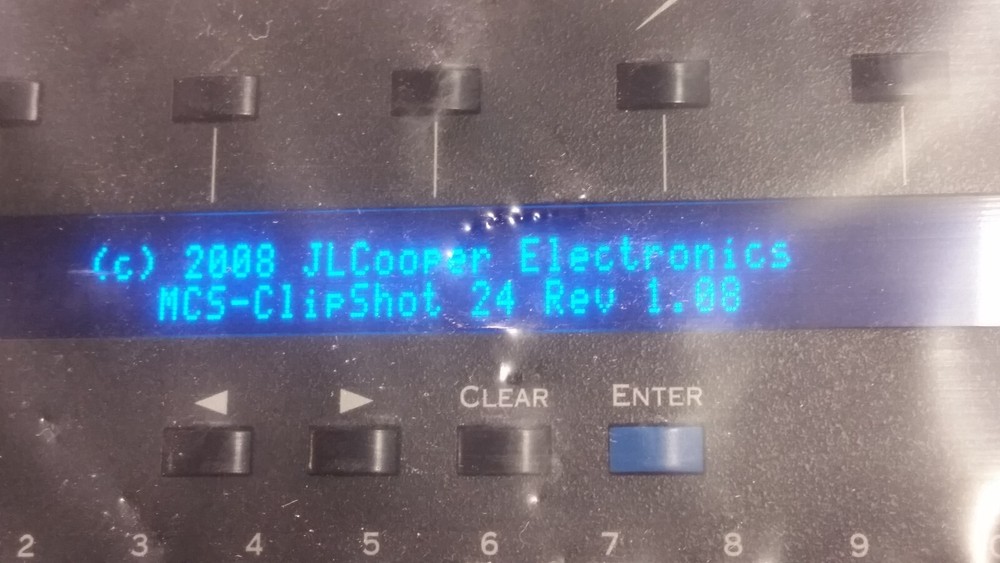 (c) 2008 JLCooper Electronics
MCS-ClipShot 24 Rev 1.08
CLEAR ENTER
2 3 4 5 6 7 8 9